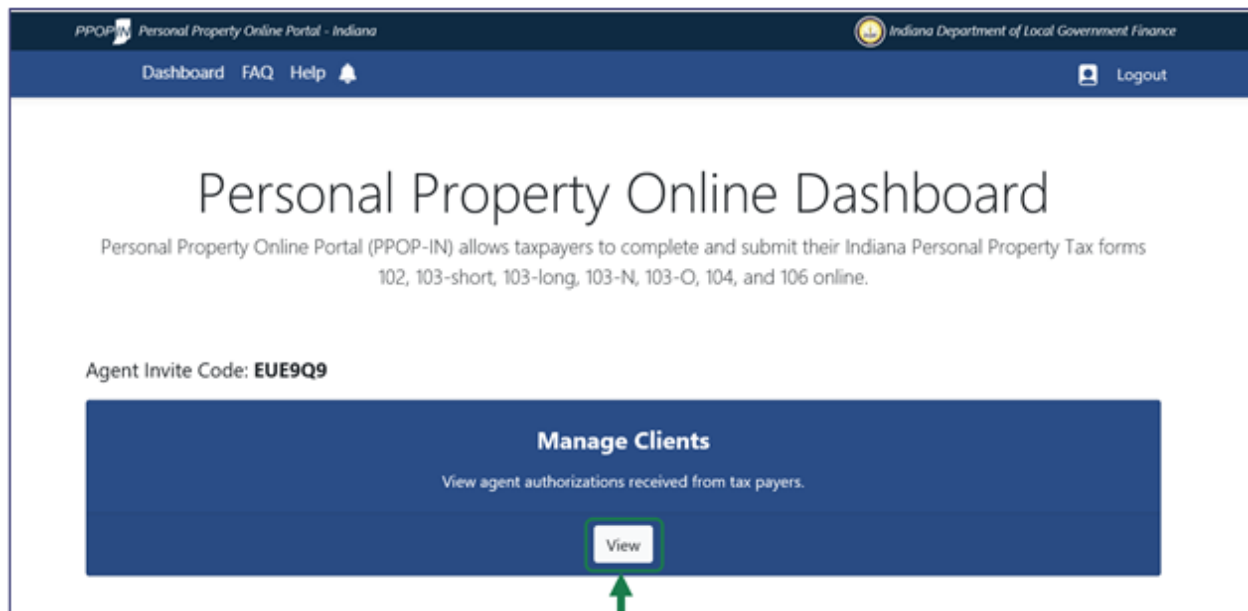 PPOP IN Personal Property Online Portal - Indiana
Indiana Department of Local Government Finance
Dashboard FAQ Help
Logout
Personal Property Online Dashboard
Personal Property Online Portal (PPOP-IN) allows taxpayers to complete and submit their Indiana Personal Property Tax forms
102, 103-short, 103-long, 103-N, 103-O, 104, and 106 online.
Agent Invite Code: EUE9Q9
Manage Clients
View agent authorizations received from tax payers.
View